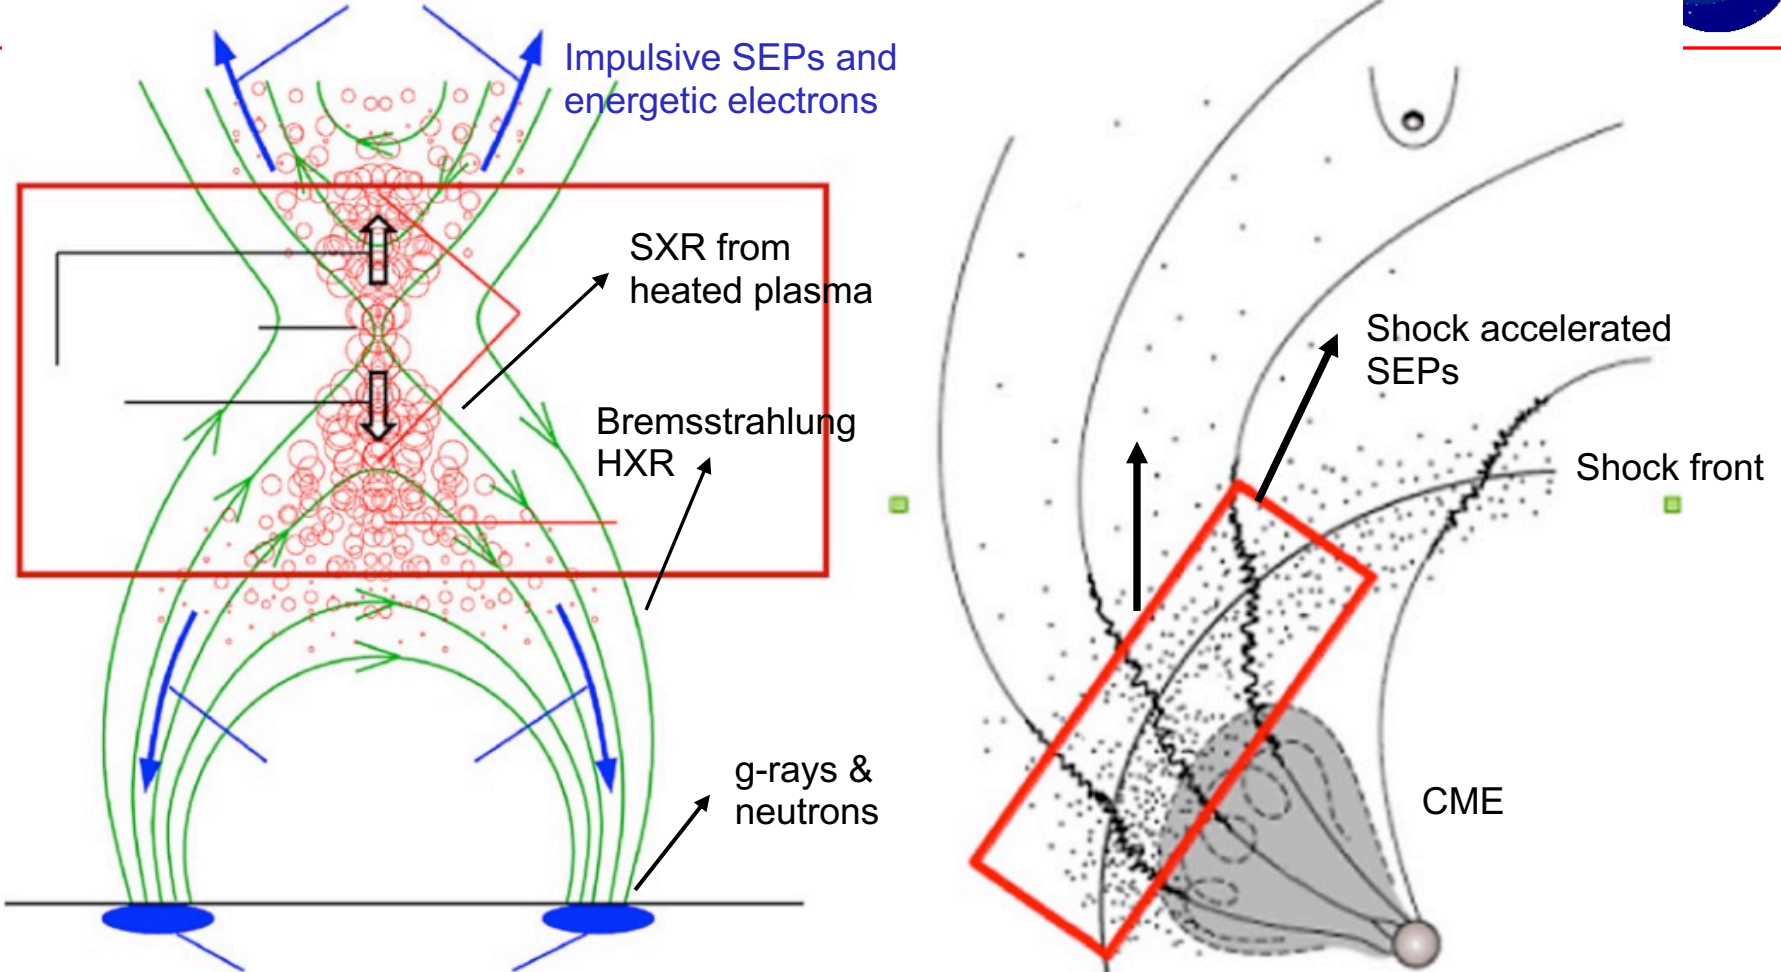 Impulsive SEPs and
energetic electrons
SXR from
heated plasma
Bremsstrahlung
HXR
g-rays &
neutrons
Shock accelerated
SEPs
Shock front
CME